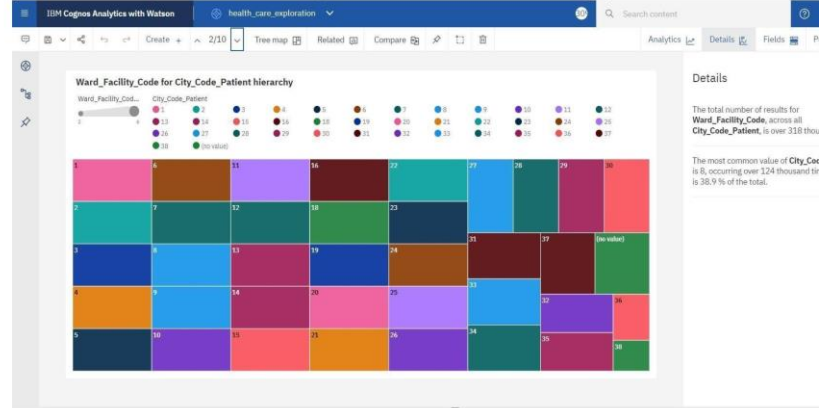 IBM Cognos Analytics with Watson
health_care_exploration
Search content
Create
2/10
Tree map
Related
Compare
Analytics
Details
Fields
Ward_Facility_Code for City_Code_Patient hierarchy
Details
Ward_Facility_Cod...
City_Code_Patient
1 2 3 4 5 6 7 8 9 10 11 12
13 14 15 16 18 19 20 21 22 23 24 25
26 27 28 29 30 31 32 33 34 35 36 37
38 (no value)
The total number of results for
Ward_Facility_Code, across all
City_Code_Patient, is over 318 thou
The most common value of City_Cod
is 8, occurring over 124 thousand tim
is 38.9 % of the total.
1 6 11 16 22 27 28 29 30
2 7 12 18 23
3 8 13 19 24 31 37 (no value)
4 9 14 20 25 33 32 36
5 10 15 21 26 34 35 38